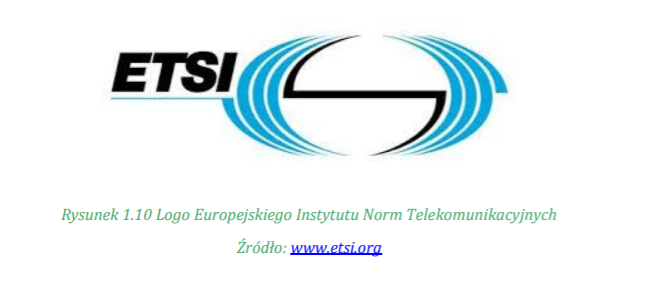 ETSI
Rysunek 1.10 Logo Europejskiego Instytutu Norm Telekomunikacyjnych
Źródło: www.etsi.org